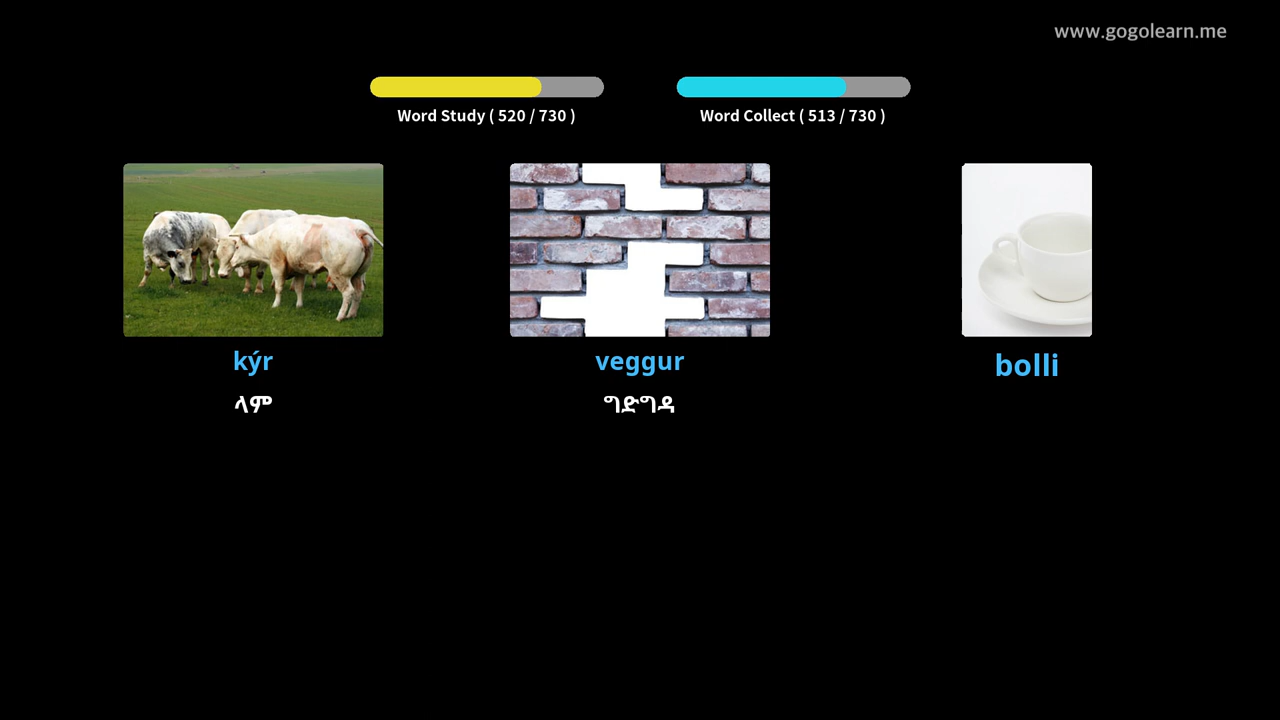 www.gogolearn.me
Word Study ( 520 / 730 )
Word Collect ( 513 / 730 )
kýr
ላም
veggur
ግድግዳ
bolli